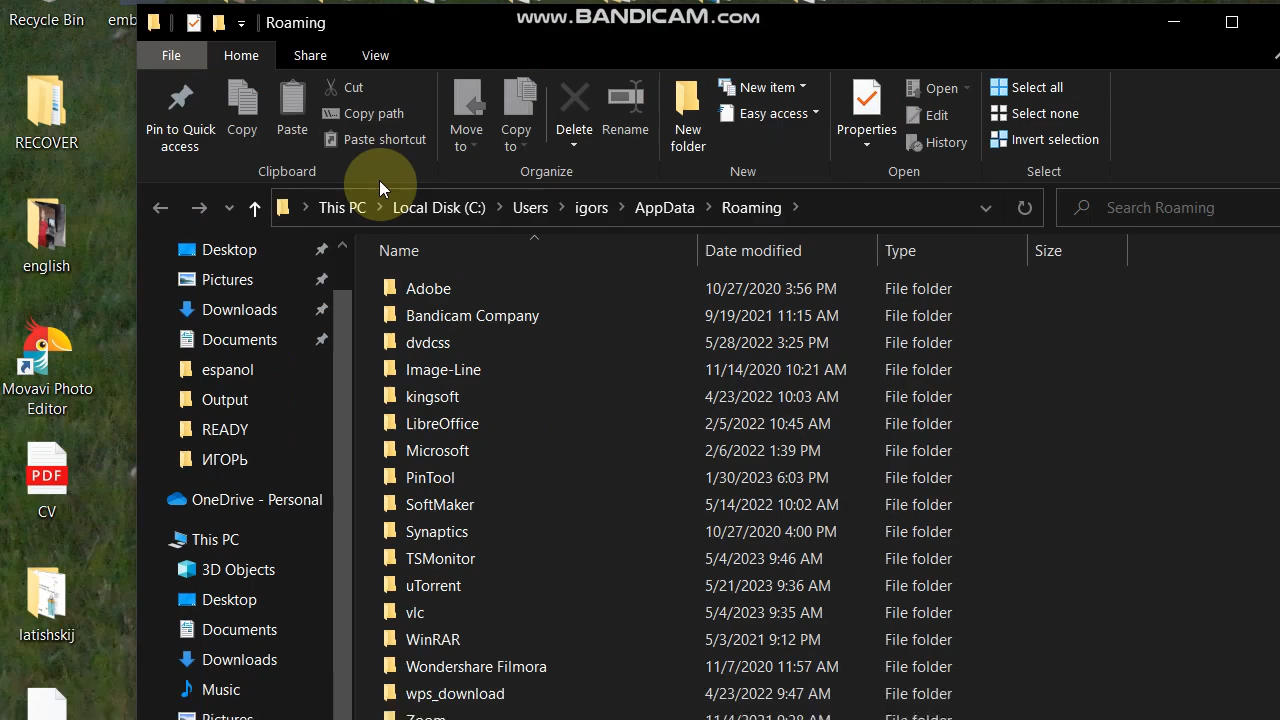 Recycle Bin
emb
Roaming
www.BANDICAM.com
File
Home
Share
View
Pin to Quick access
Copy
Paste
Cut
Copy path
Paste shortcut
Clipboard
Move to
Copy to
Delete
Rename
Organize
New folder
New item
Easy access
New
Properties
Open
Edit
History
Open
Select all
Select none
Invert selection
Select
This PC
Local Disk (C:)
Users
igors
AppData
Roaming
Search Roaming
RECOVER
english
Movavi Photo Editor
CV
PDF
latishskij
Desktop
Pictures
Downloads
Documents
espanol
Output
READY
ИГОРЬ
OneDrive - Personal
This PC
3D Objects
Desktop
Documents
Downloads
Music
Pictures
Name Date modified Type Size
Adobe 10/27/2020 3:56 PM File folder
Bandicam Company 9/19/2021 11:15 AM File folder
dvdcss 5/28/2022 3:25 PM File folder
Image-Line 11/14/2020 10:21 AM File folder
kingsoft 4/23/2022 10:03 AM File folder
LibreOffice 2/5/2022 10:45 AM File folder
Microsoft 2/6/2022 1:39 PM File folder
PinTool 1/30/2023 6:03 PM File folder
SoftMaker 5/14/2022 10:02 AM File folder
Synaptics 10/27/2020 4:00 PM File folder
TSMonitor 5/4/2023 9:46 AM File folder
uTorrent 5/21/2023 9:36 AM File folder
vlc 5/4/2023 9:35 AM File folder
WinRAR 5/3/2021 9:12 PM File folder
Wondershare Filmora 11/7/2020 11:57 AM File folder
wps_download 4/23/2022 9:47 AM File folder
Zoom 11/4/2021 9:28 AM File folder